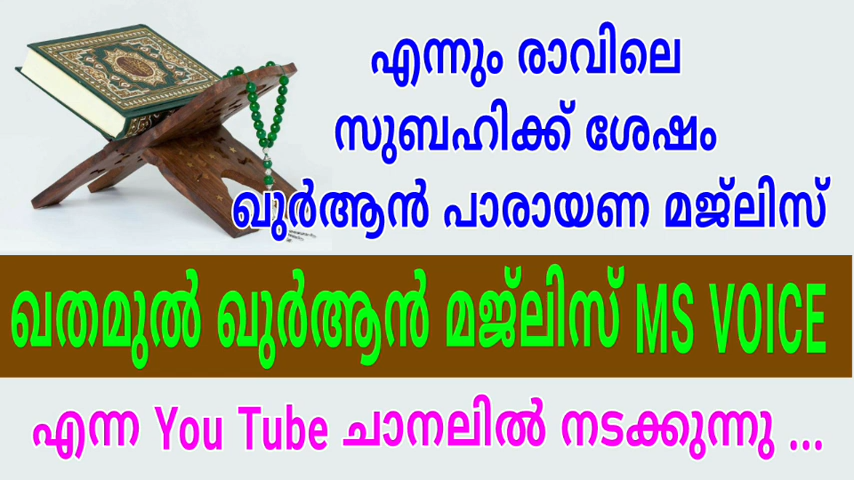 എന്നും രാവിലെ
സുബഹിക്ക് ശേഷം
ഖുർആൻ പാരായണ മജ്ലിസ്
ഖതമുൽ ഖുർആൻ മജ്ലിസ് MS VOICE
എന്ന You Tube ചാനലിൽ നടക്കുന്നു ...